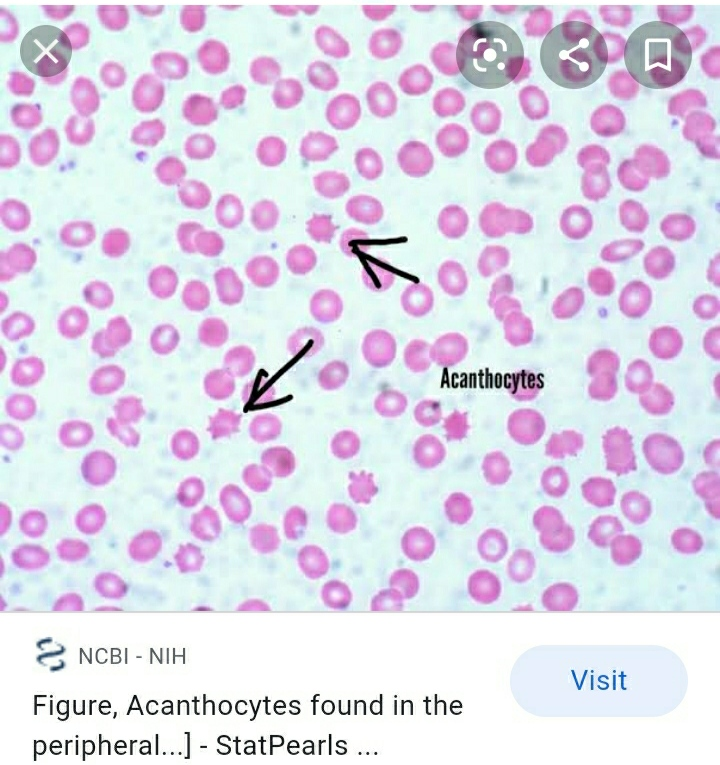 Acanthocytes
NCBI - NIH
Visit
Figure, Acanthocytes found in the
peripheral...] - StatPearls ...